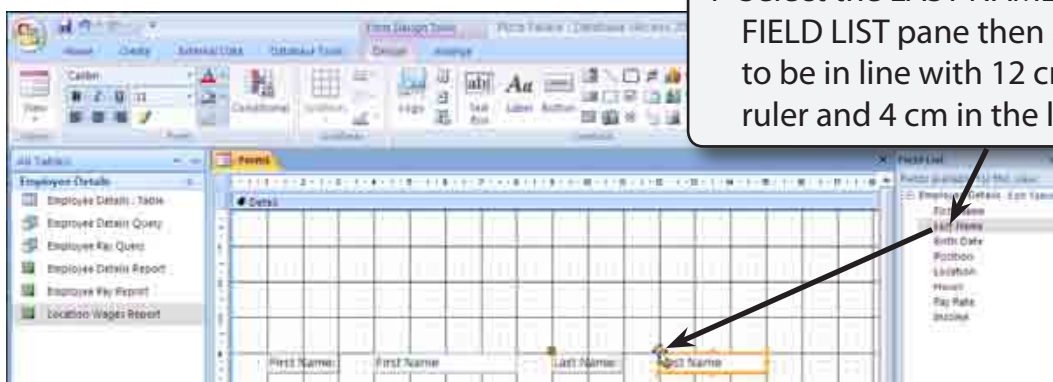 Select the LAST NAME
FIELD LIST pane then
to be in line with 12 c
ruler and 4 cm in the l
Form Design Tools
Home Create External Data Database Tools Design Arrange
Calibri
B I U 11
View
Conditional
Logo Text Box Label Button
All Tables
Form1
Field List
Employee Details
Employee Details : Table
Employee Details Query
Employee Pay Query
Employee Details Report
Employee Pay Report
Location Wages Report
Detail
First Name: First Name Last Name: Last Name
Employee Details
First Name
Last Name
Birth Date
Position
Location
Hours
Pay Rate